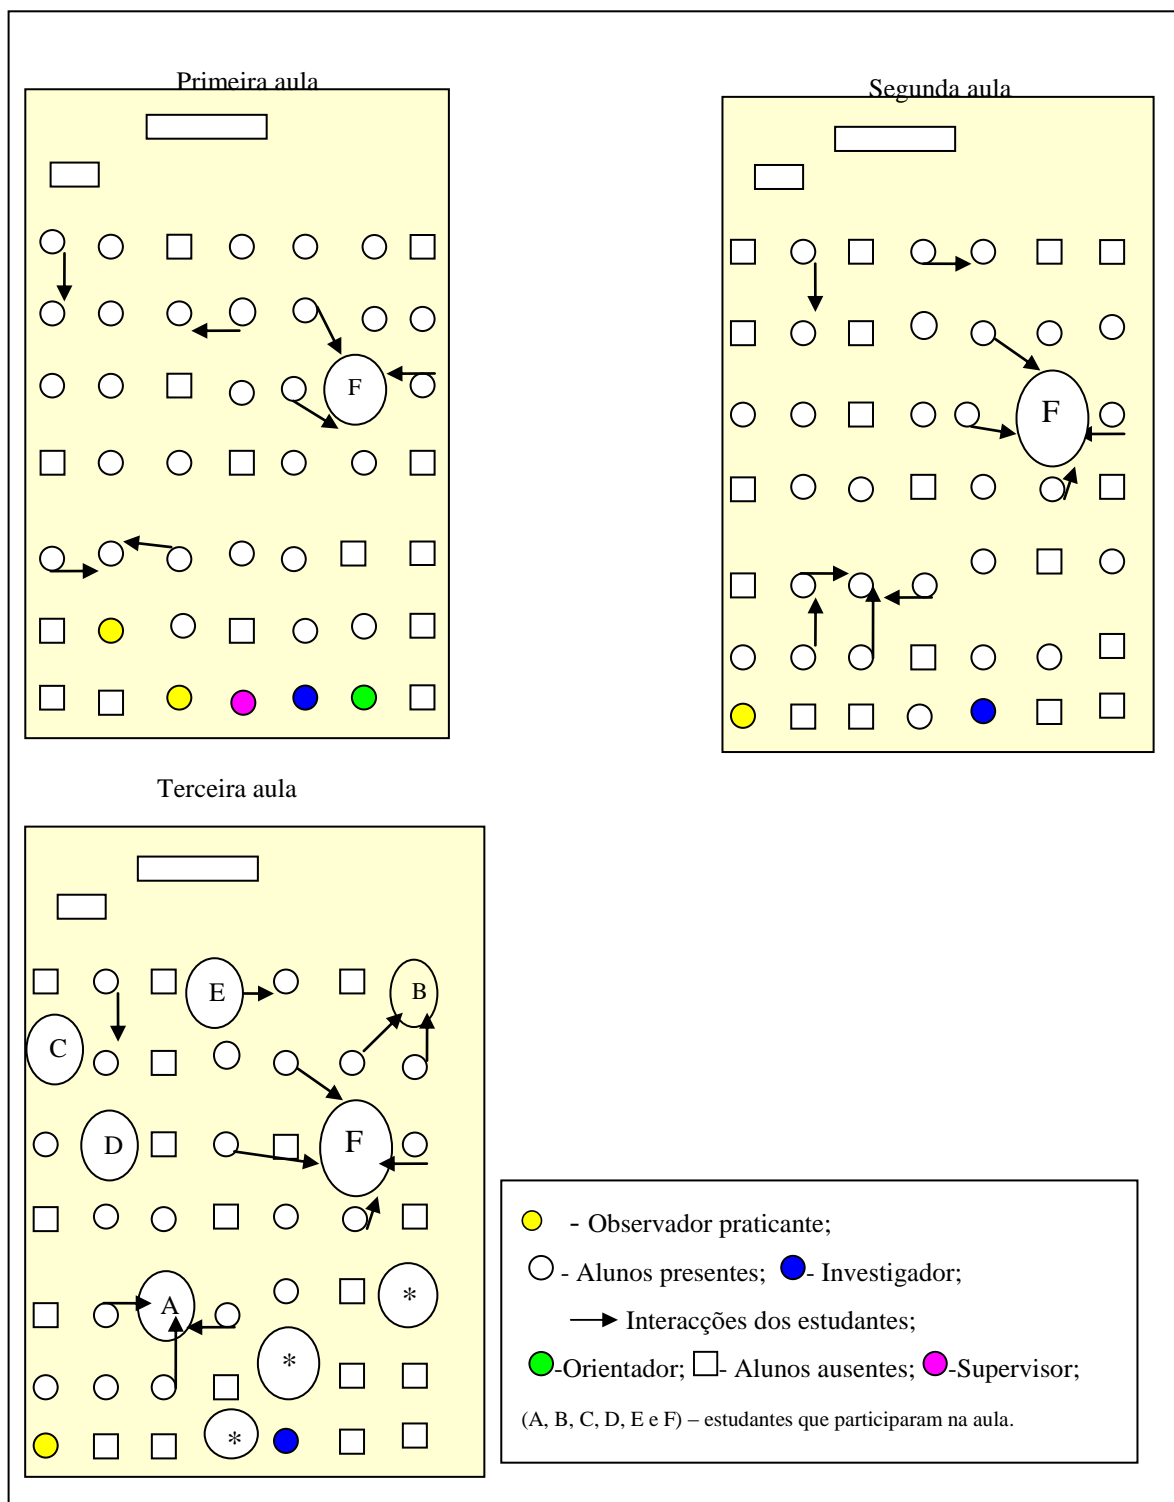 Primeira aula
Segunda aula
F
F
Terceira aula
E
B
C
D
F
A
*
*
*
- Observador praticante;
- Alunos presentes; - Investigador;
Interacções dos estudantes;
-Orientador; - Alunos ausentes; -Supervisor;
(A, B, C, D, E e F) – estudantes que participaram na aula.